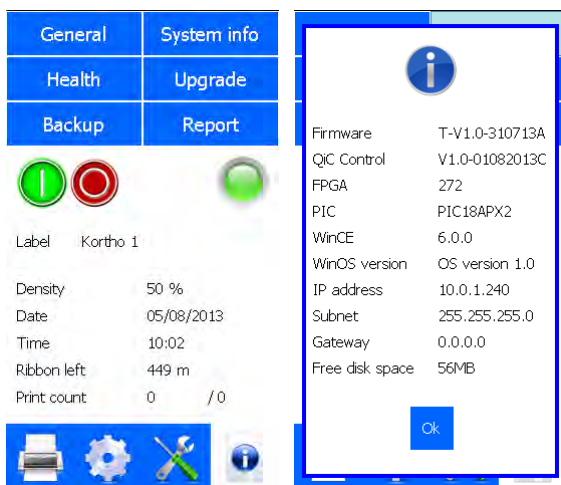 General System info
Health Upgrade
Backup Report
Label Kortho 1
Density 50 %
Date 05/08/2013
Time 10:02
Ribbon left 449 m
Print count 0 / 0
Firmware T-V1.0-310713A
QiC Control V1.0-01082013C
FPGA 272
PIC PIC18APX2
WinCE 6.0.0
WinOS version OS version 1.0
IP address 10.0.1.240
Subnet 255.255.255.0
Gateway 0.0.0.0
Free disk space 56MB
Ok